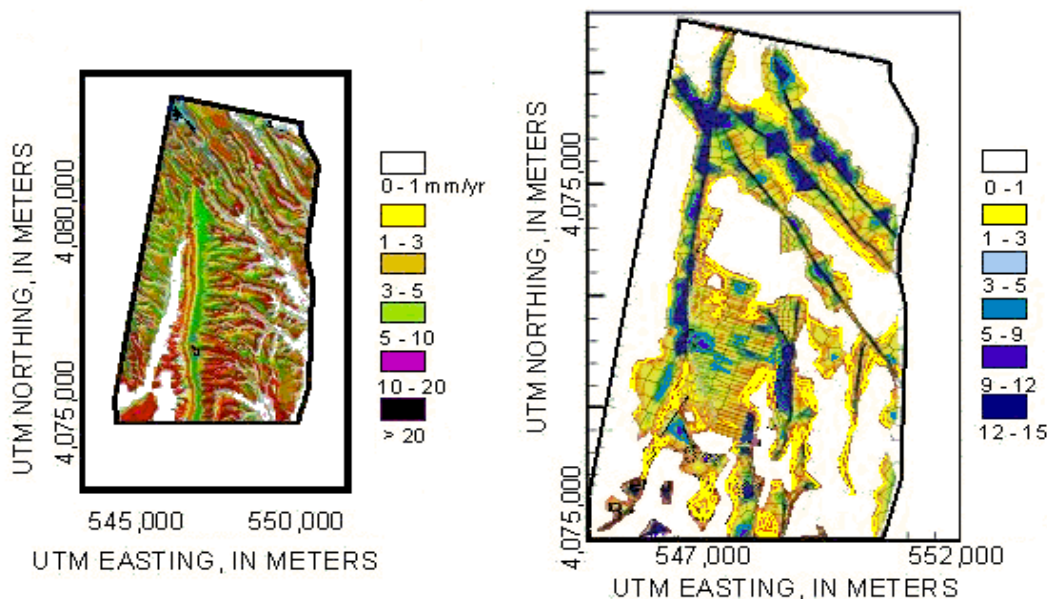 UTM NORTHING, IN METERS
4,080,000
4,075,000
545,000
550,000
UTM EASTING, IN METERS
0 - 1 mm/yr
1 - 3
3 - 5
5 - 10
10 - 20
> 20
UTM NORTHING, IN METERS
4,075,000
4,075,000
547,000
552,000
UTM EASTING, IN METERS
0 - 1
1 - 3
3 - 5
5 - 9
9 - 12
12 - 15